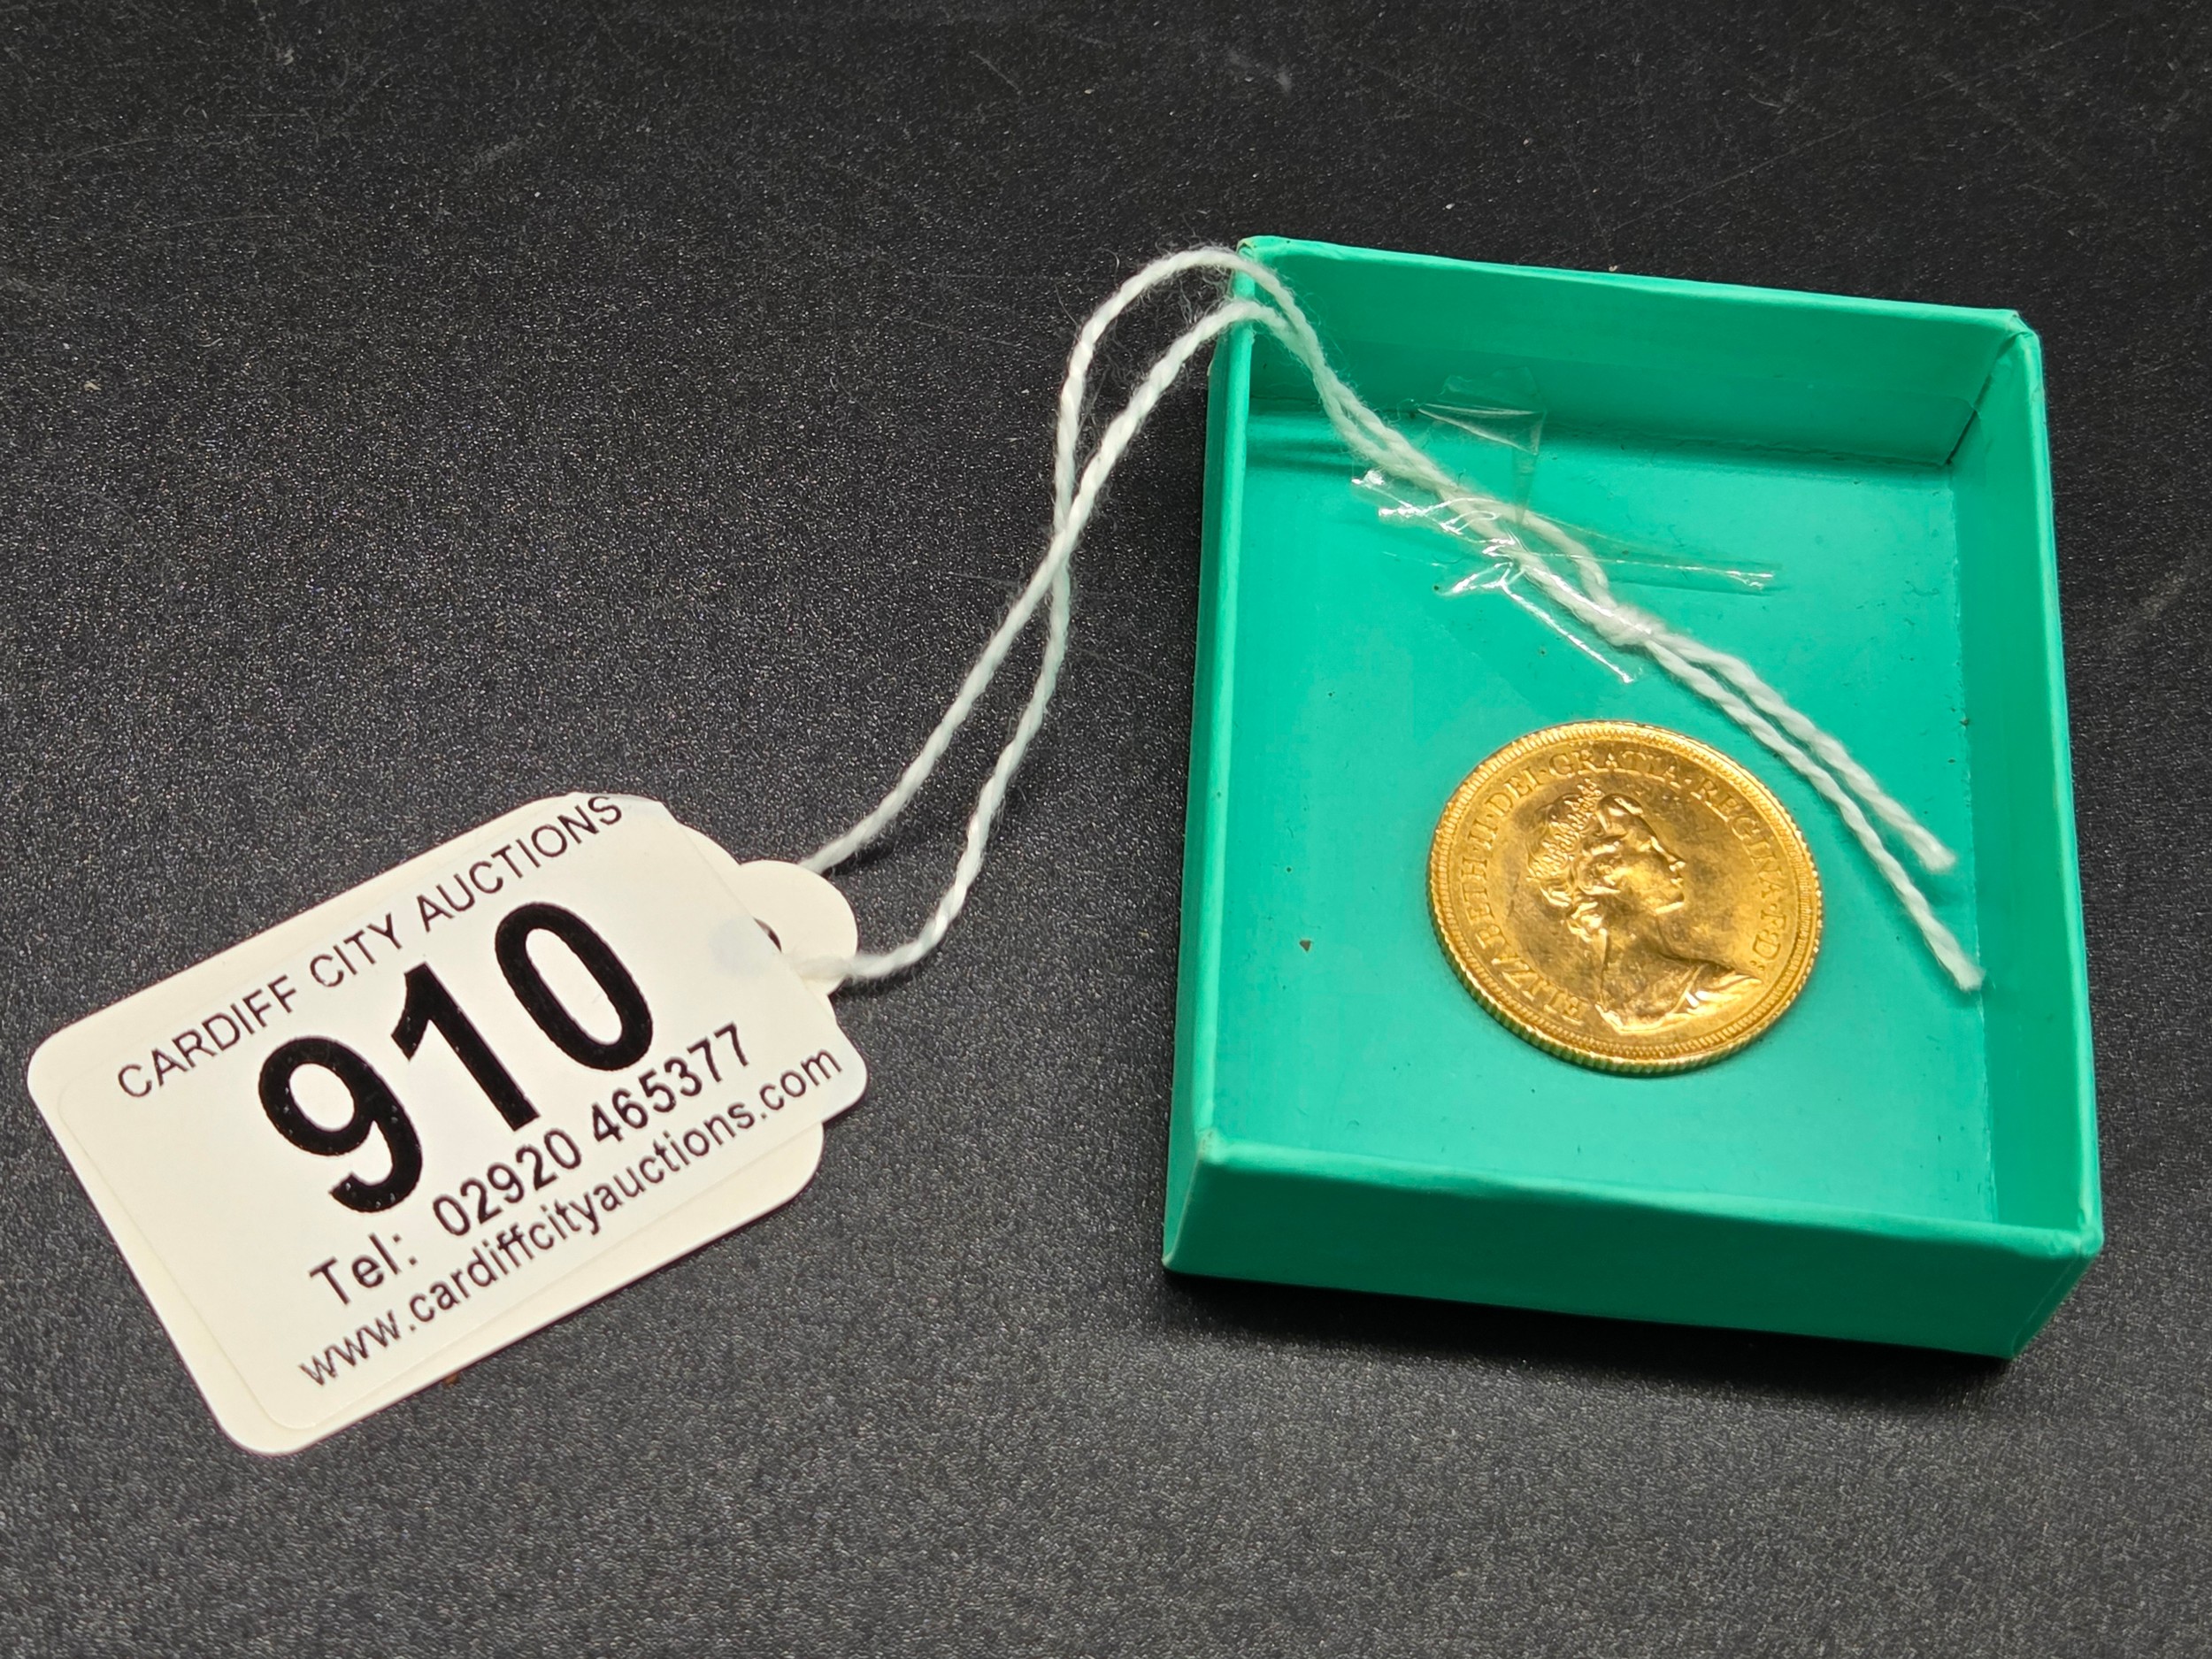 CARDIFF CITY AUCTIONS
910
Tel: 02920 465377
www.cardiffcityauctions.com
ELIZABETH·II·DEI·GRATIA·REGINA·F:D: